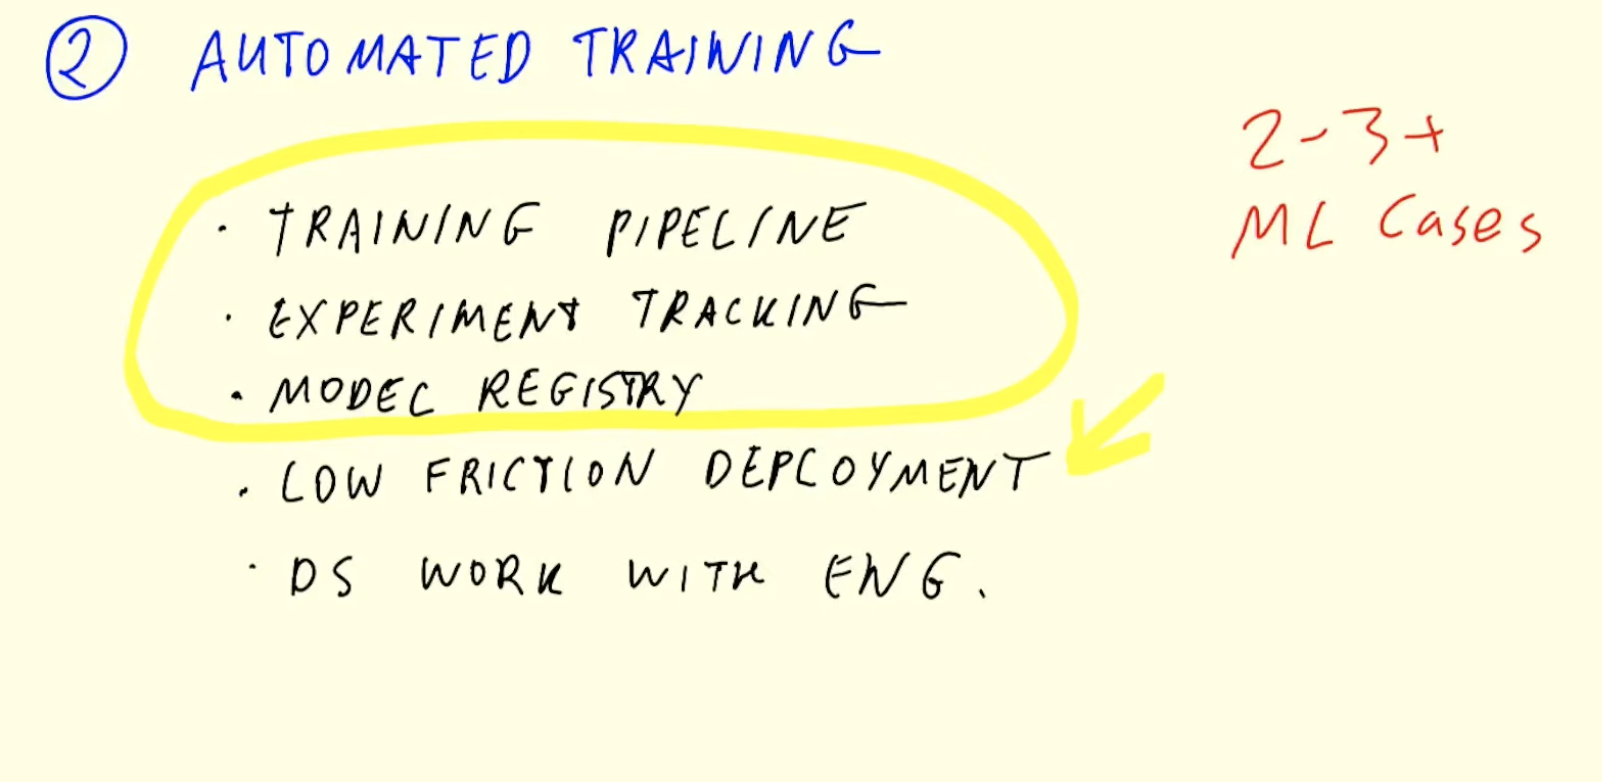 ② AUTOMATED TRAINING
2-3+
ML Cases
· TRAINING PIPELINE
· EXPERIMENT TRACKING
· MODEL REGISTRY
· LOW FRICTION DEPLOYMENT
· DS WORK WITH ENG.